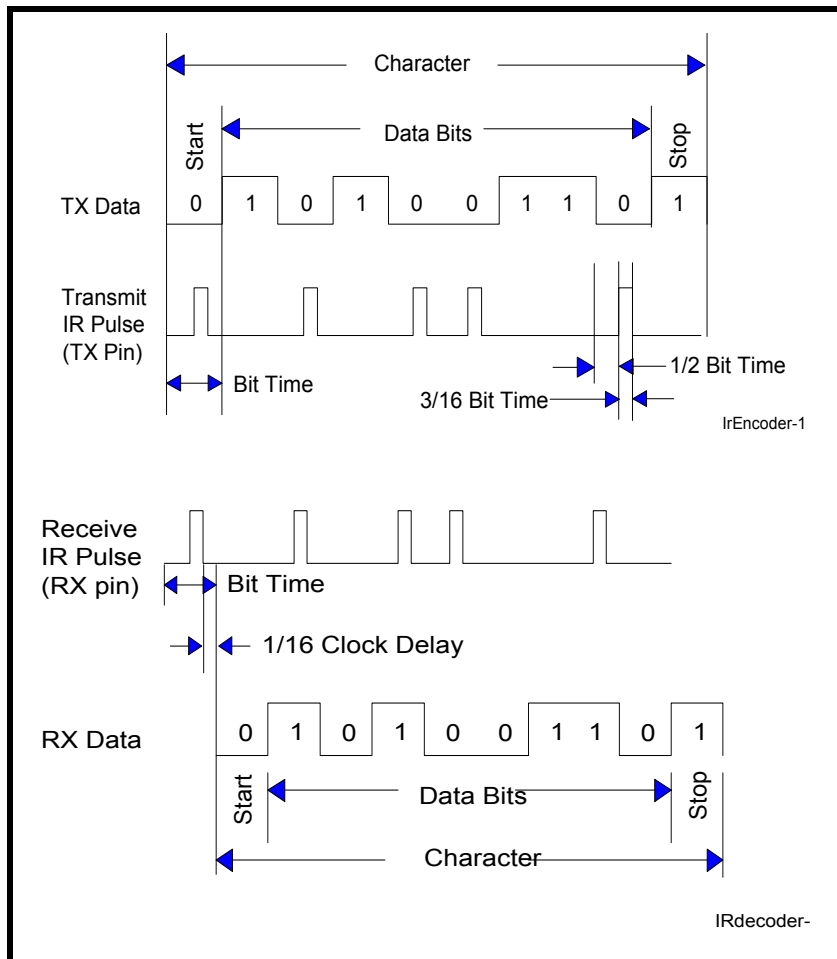 Character
Start
Data Bits
Stop
TX Data 0 1 0 1 0 0 1 1 0 1
Transmit
IR Pulse
(TX Pin)
Bit Time
1/2 Bit Time
3/16 Bit Time
IrEncoder-1
Receive
IR Pulse
(RX pin)
Bit Time
1/16 Clock Delay
RX Data 0 1 0 1 0 0 1 1 0 1
Start
Data Bits
Stop
Character
IRdecoder-